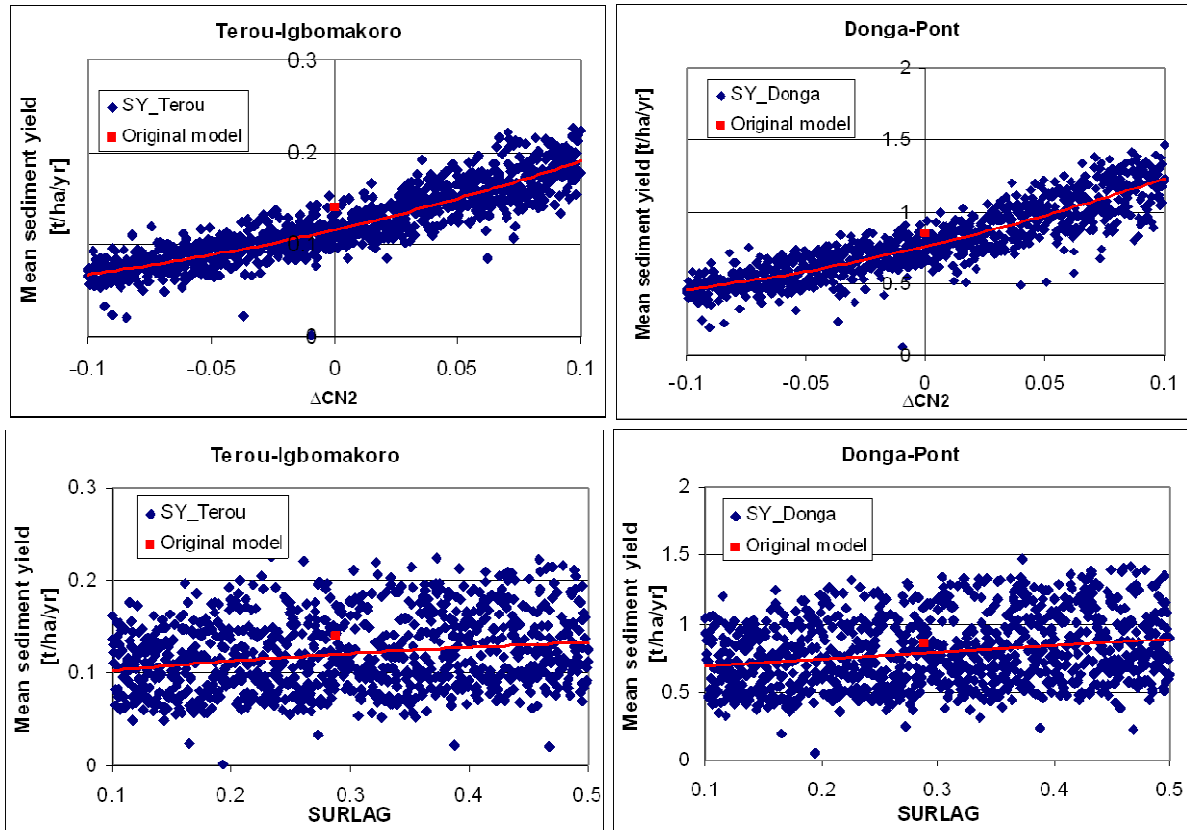 Terou-Igbomakoro
Mean sediment yield
[t/ha/yr]
0.3
0.2
0.1
0
SY_Terou
Original model
-0.1
-0.05
0
0.05
0.1
ΔCN2
Donga-Pont
Mean sediment yield [t/ha/yr]
2
1.5
1
0.5
0
SY_Donga
Original model
-0.1
-0.05
0
0.05
0.1
ΔCN2
Terou-Igbomakoro
Mean sediment yield
[t/ha/yr]
0.3
0.2
0.1
0
SY_Terou
Original model
0.1
0.2
0.3
0.4
0.5
SURLAG
Donga-Pont
Mean sediment yield
[t/ha/yr]
2
1.5
1
0.5
0
SY_Donga
Original model
0.1
0.2
0.3
0.4
0.5
SURLAG